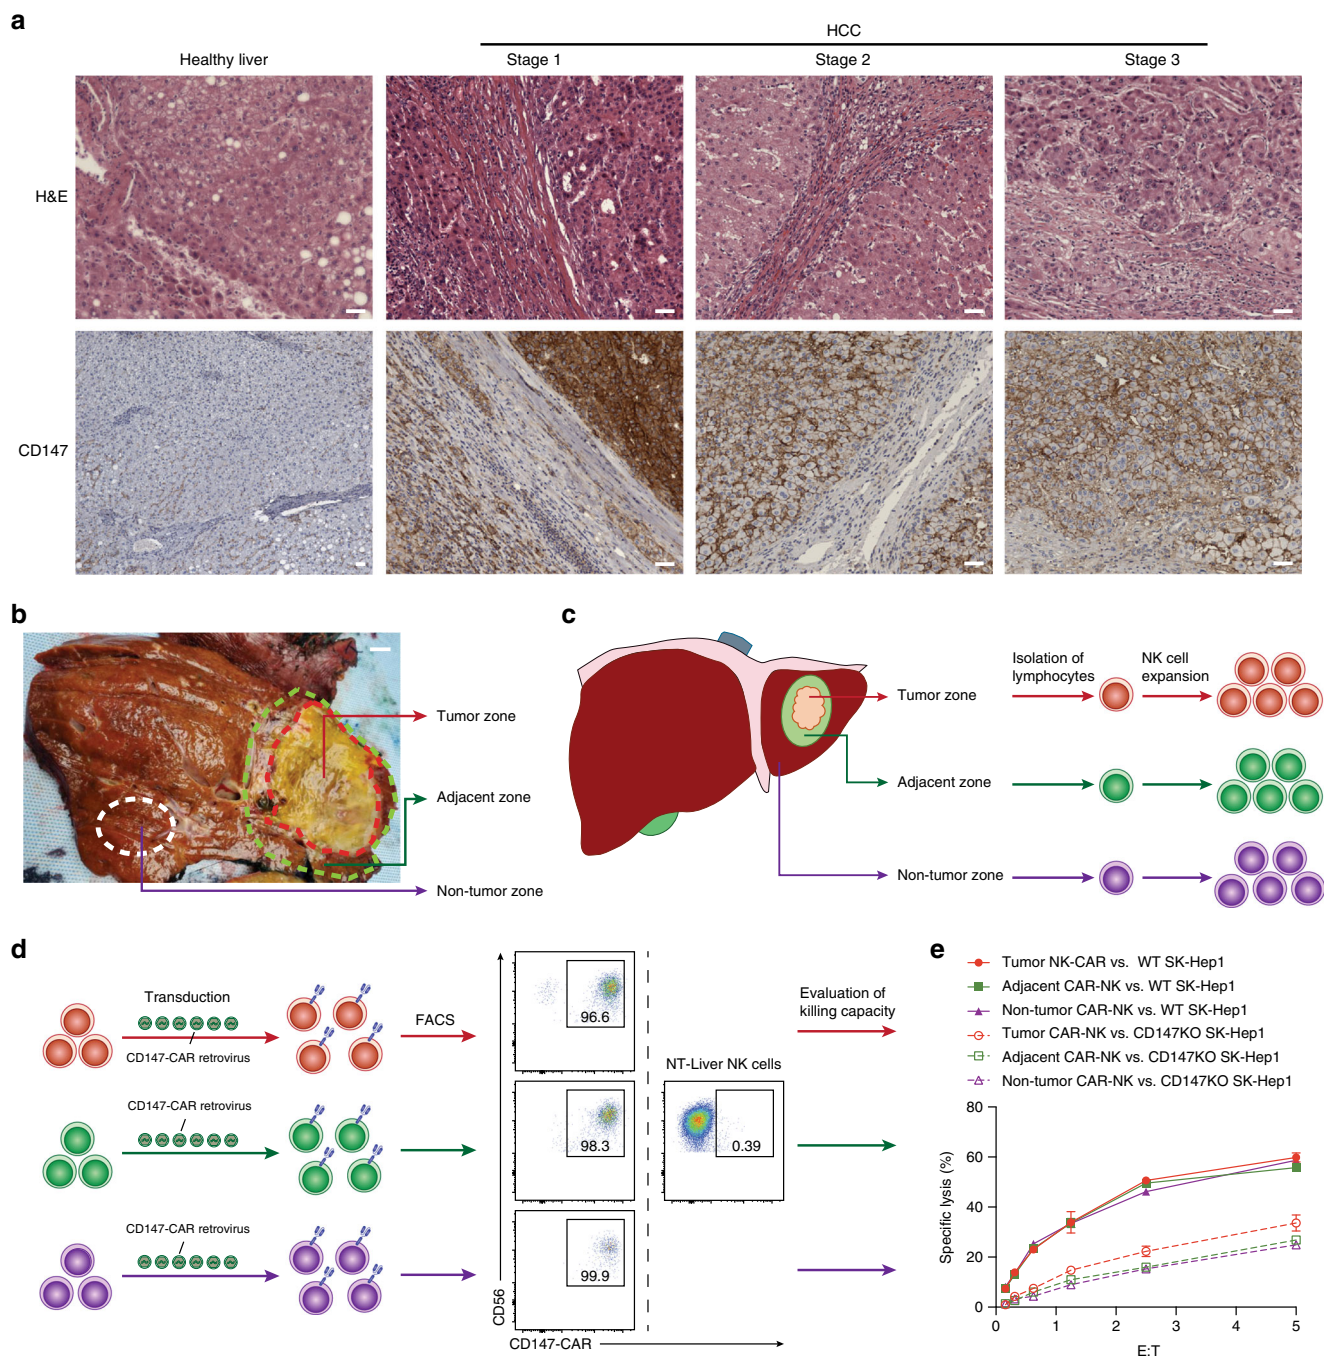 a
HCC
Healthy liver
Stage 1
Stage 2
Stage 3
H&E
CD147
b
Tumor zone
Adjacent zone
Non-tumor zone
c
Tumor zone
Adjacent zone
Non-tumor zone
Isolation of
lymphocytes
NK cell
expansion
d
Transduction
CD147-CAR retrovirus
CD147-CAR retrovirus
CD147-CAR retrovirus
FACS
96.6
98.3
99.9
CD56
CD147-CAR
NT-Liver NK cells
0.39
Evaluation of
killing capacity
e
Tumor NK-CAR vs. WT SK-Hep1
Adjacent CAR-NK vs. WT SK-Hep1
Non-tumor CAR-NK vs. WT SK-Hep1
Tumor CAR-NK vs. CD147KO SK-Hep1
Adjacent CAR-NK vs. CD147KO SK-Hep1
Non-tumor CAR-NK vs. CD147KO SK-Hep1
Specific lysis (%)
80
60
40
20
0
0 1 2 3 4 5
E:T